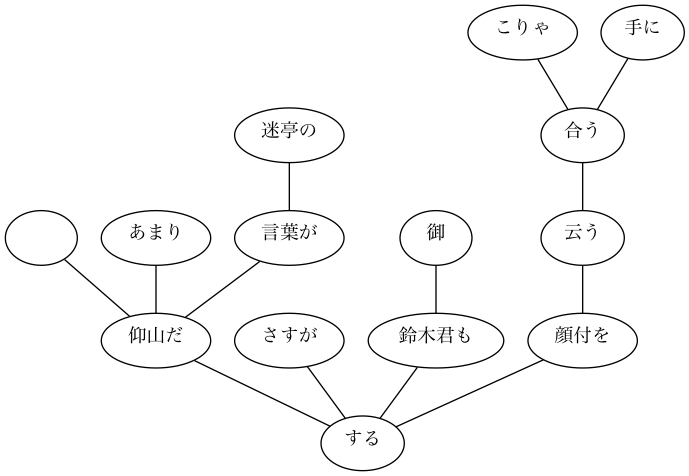 こりゃ
手に
迷亭の
合う
あまり
言葉が
御
云う
仰山だ
さすが
鈴木君も
顔付を
する